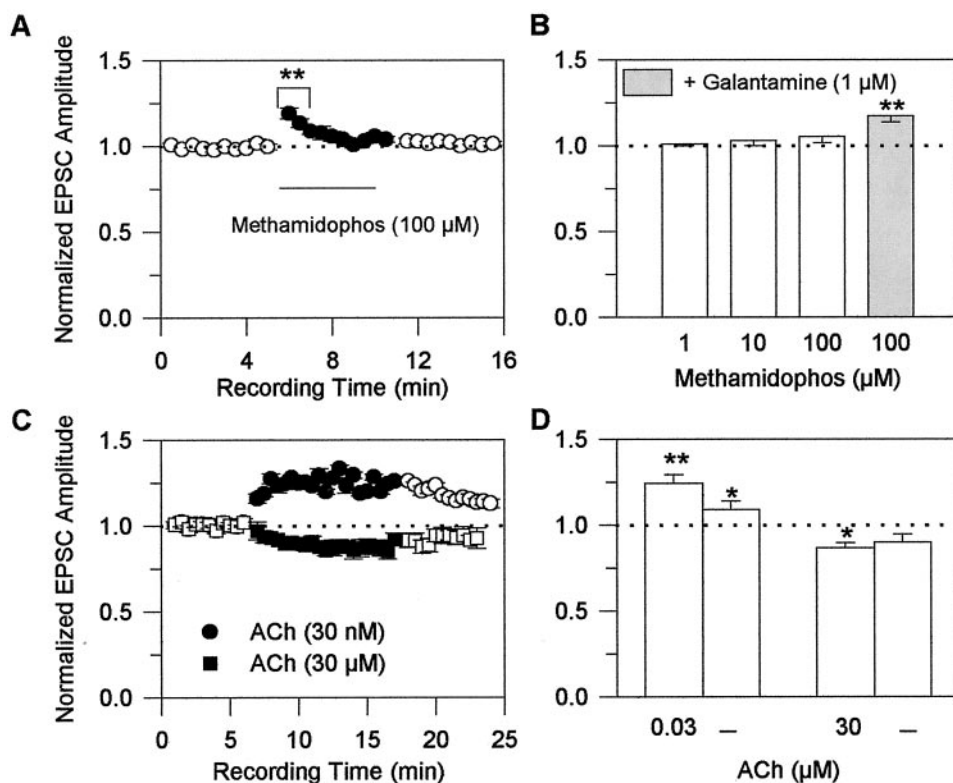 A
Normalized EPSC Amplitude
1.5
1.0
0.5
0.0
**
Methamidophos (100 µM)
0 4 8 12 16
Recording Time (min)
B
1.5
1.0
0.5
0.0
+ Galantamine (1 µM)
**
1 10 100 100
Methamidophos (µM)
C
Normalized EPSC Amplitude
1.5
1.0
0.5
0.0
ACh (30 nM)
ACh (30 µM)
0 5 10 15 20 25
Recording Time (min)
D
1.5
1.0
0.5
0.0
**
*
*
0.03 – 30 –
ACh (µM)